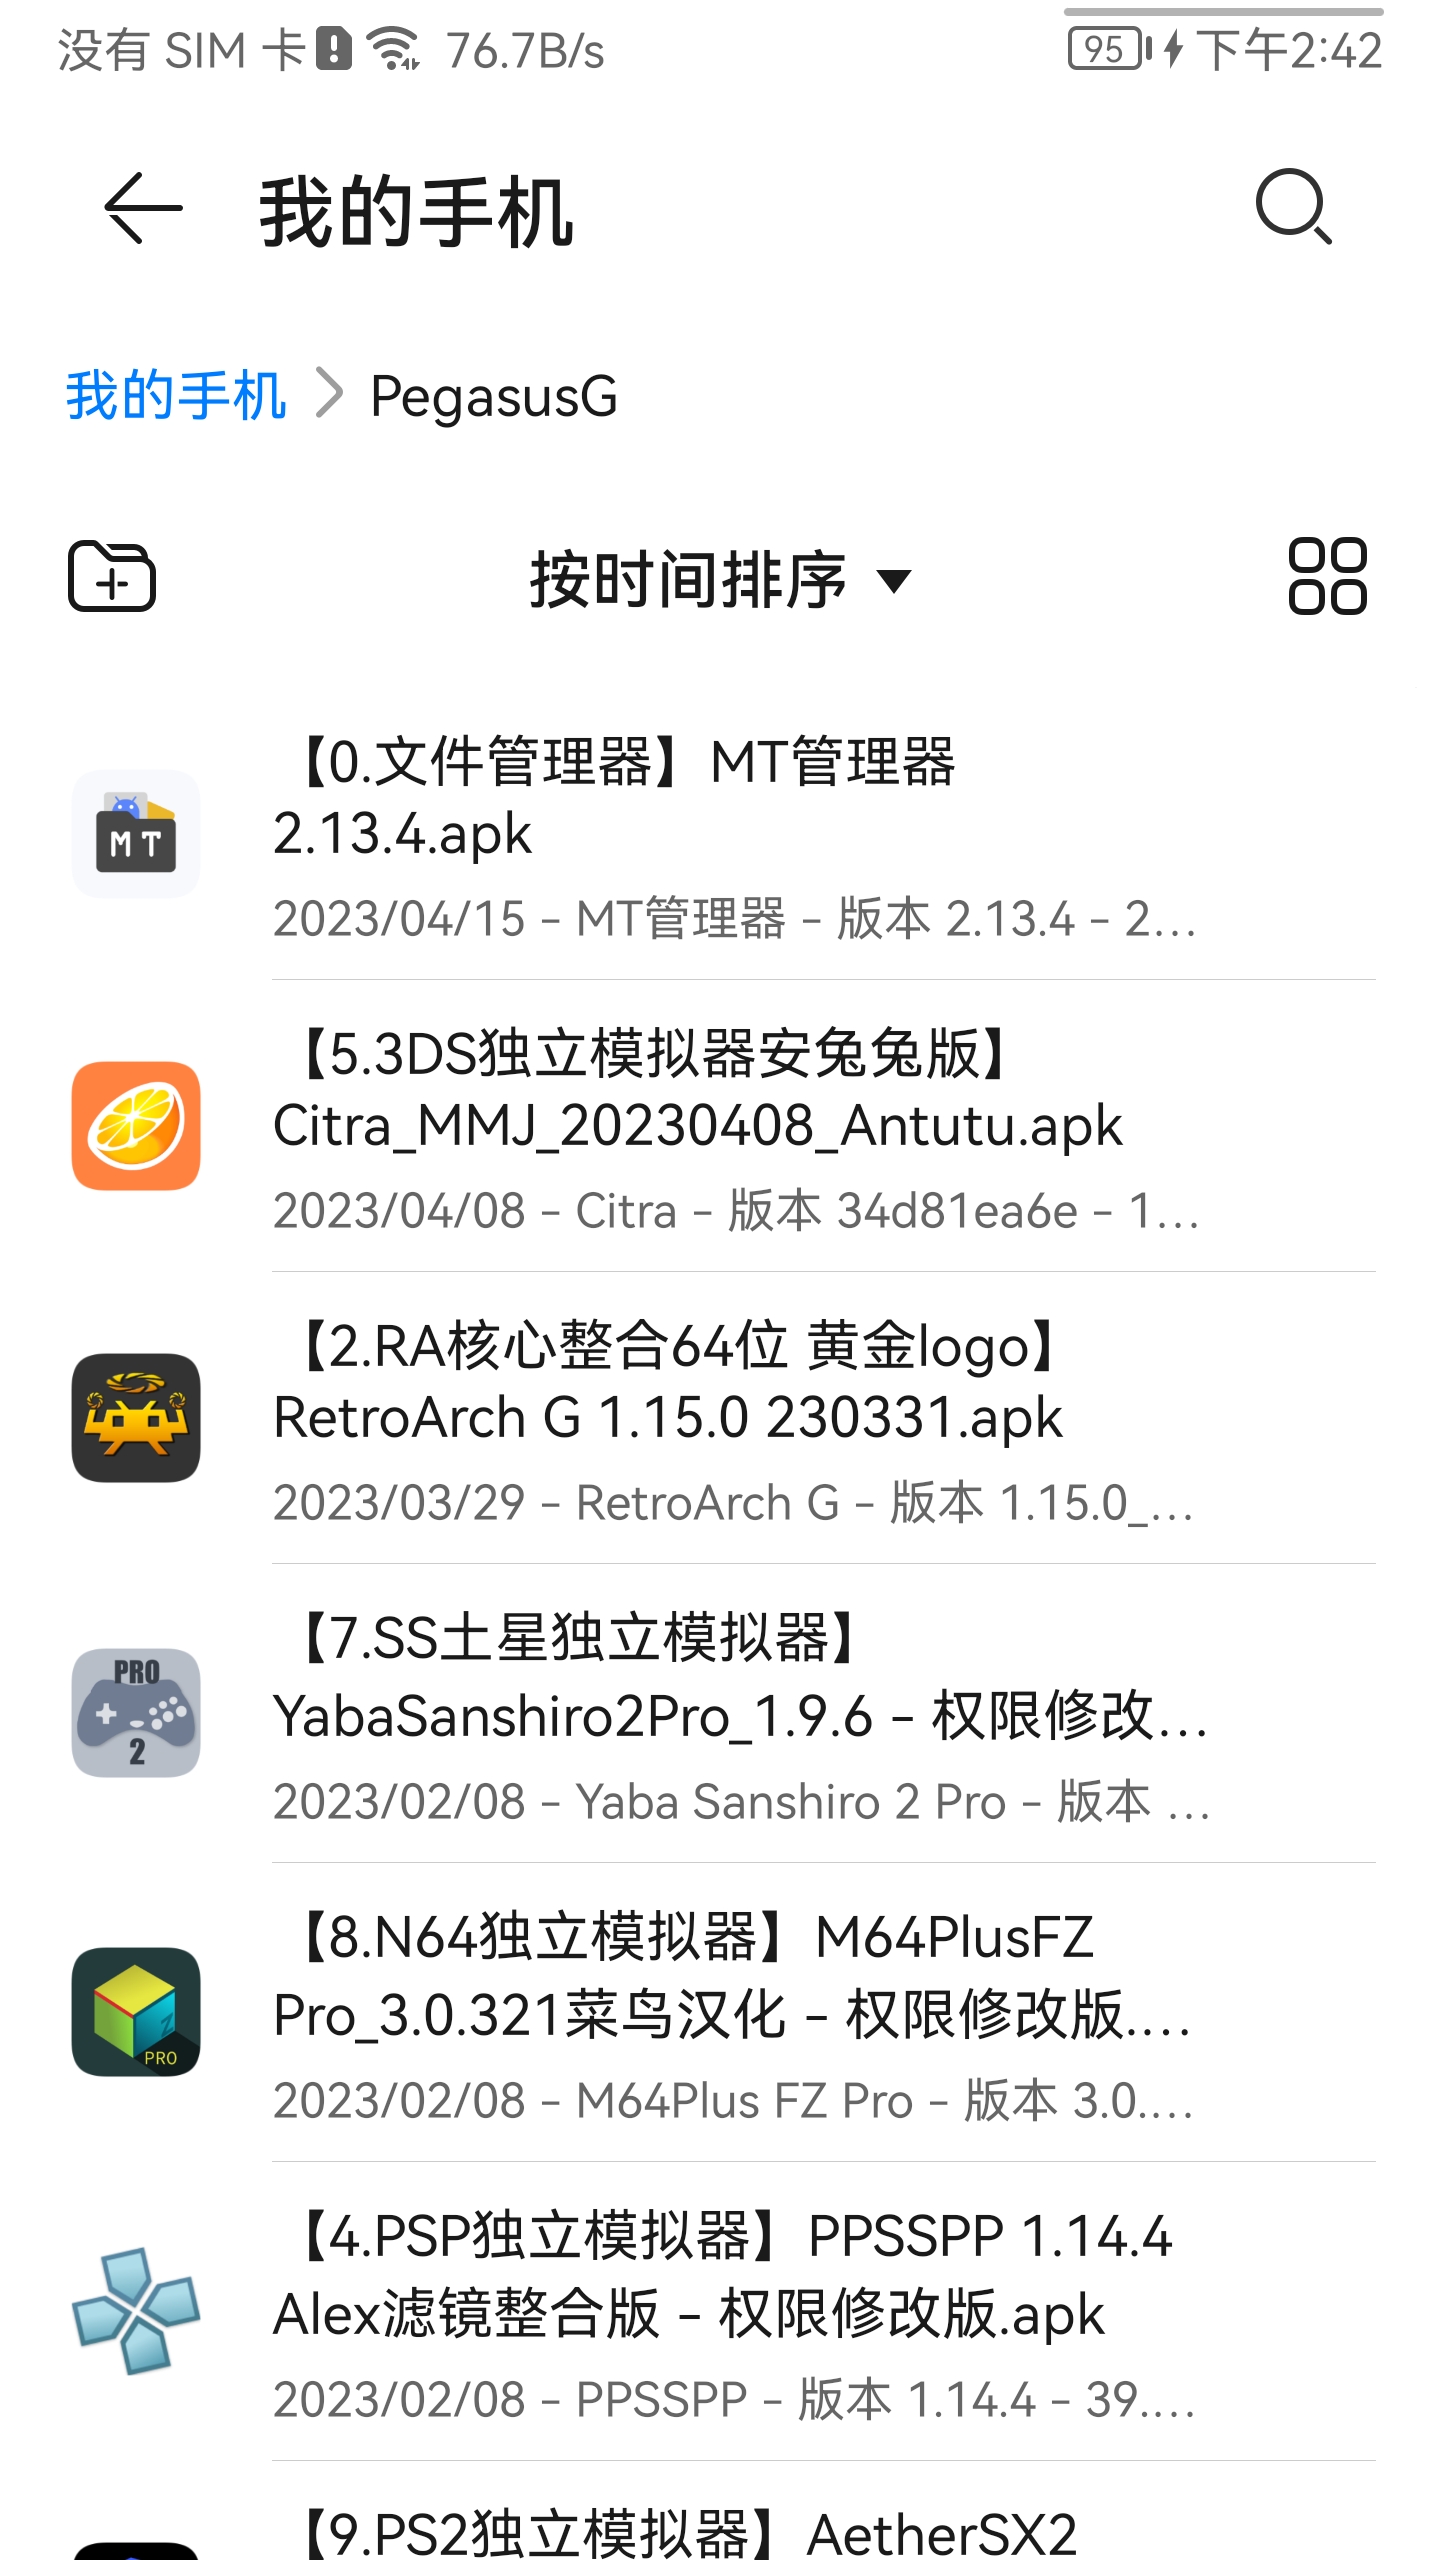 没有 SIM 卡 76.7B/s 95 下午2:42
我的手机
我的手机 PegasusG
按时间排序
【0.文件管理器】MT管理器
2.13.4.apk
MT
2023/04/15 - MT管理器 - 版本 2.13.4 - 2...
【5.3DS独立模拟器安兔兔版】
Citra_MMJ_20230408_Antutu.apk
2023/04/08 - Citra - 版本 34d81ea6e - 1...
【2.RA核心整合64位 黄金logo】
RetroArch G 1.15.0 230331.apk
2023/03/29 - RetroArch G - 版本 1.15.0_...
【7.SS土星独立模拟器】
PRO
YabaSanshiro2Pro_1.9.6 - 权限修改...
2
2023/02/08 - Yaba Sanshiro 2 Pro - 版本 ...
【8.N64独立模拟器】M64PlusFZ
Pro_3.0.321菜鸟汉化 - 权限修改版....
Z
PRO
2023/02/08 - M64Plus FZ Pro - 版本 3.0....
【4.PSP独立模拟器】PPSSPP 1.14.4
Alex滤镜整合版 - 权限修改版.apk
2023/02/08 - PPSSPP - 版本 1.14.4 - 39....
【9.PS2独立模拟器】AetherSX2